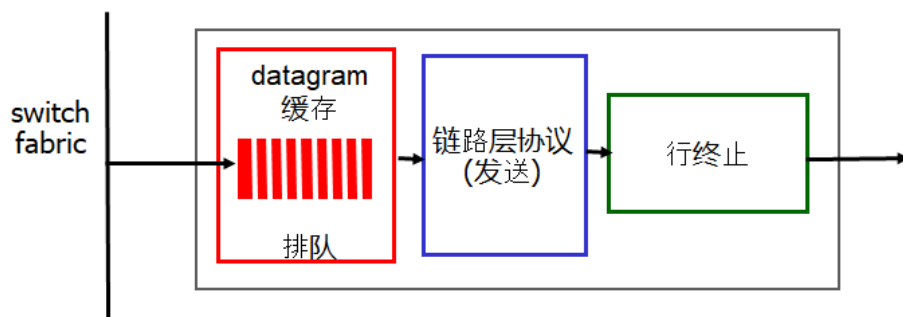 switch
fabric
datagram
缓存
排队
链路层协议
(发送)
行终止